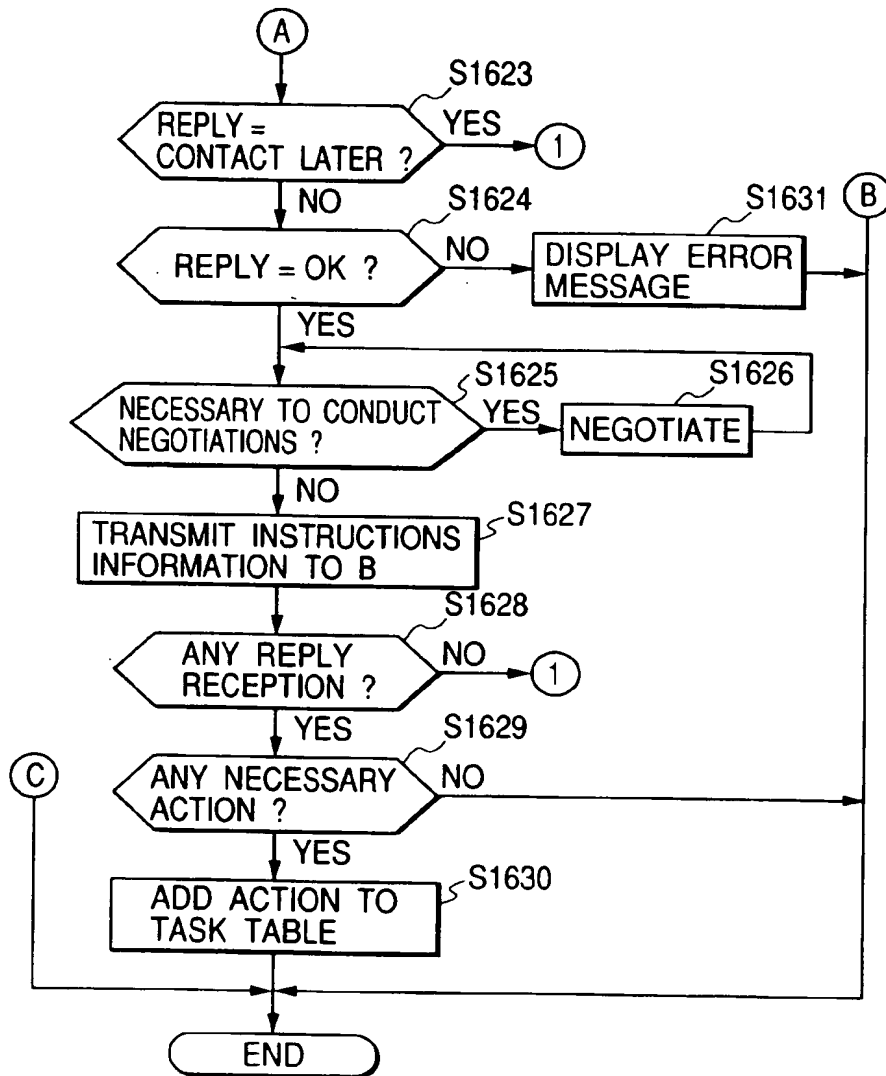 A
S1623
REPLY =
CONTACT LATER ?
YES
1
NO
S1624
REPLY = OK ?
NO
S1631
DISPLAY ERROR
MESSAGE
B
YES
S1625
NECESSARY TO CONDUCT
NEGOTIATIONS ?
YES
S1626
NEGOTIATE
NO
S1627
TRANSMIT INSTRUCTIONS
INFORMATION TO B
S1628
ANY REPLY
RECEPTION ?
NO
1
YES
S1629
C
ANY NECESSARY
ACTION ?
NO
YES
S1630
ADD ACTION TO
TASK TABLE
END